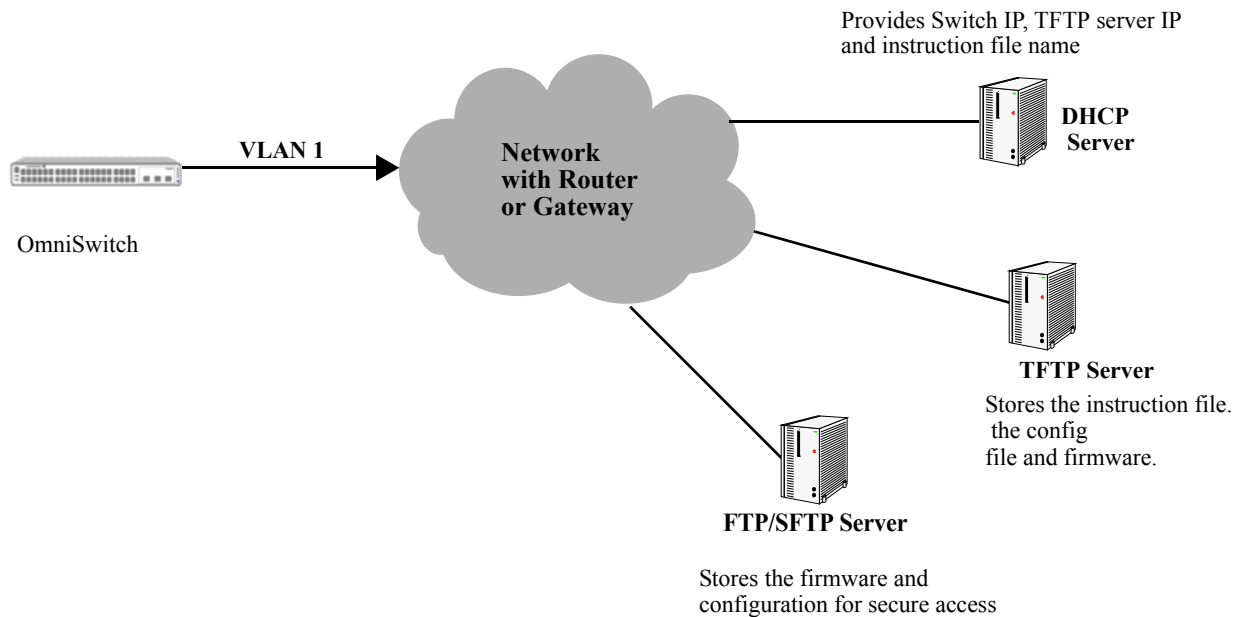 Provides Switch IP, TFTP server IP
and instruction file name
DHCP
Server
VLAN 1
Network
with Router
or Gateway
OmniSwitch
TFTP Server
Stores the instruction file.
the config
file and firmware.
FTP/SFTP Server
Stores the firmware and
configuration for secure access